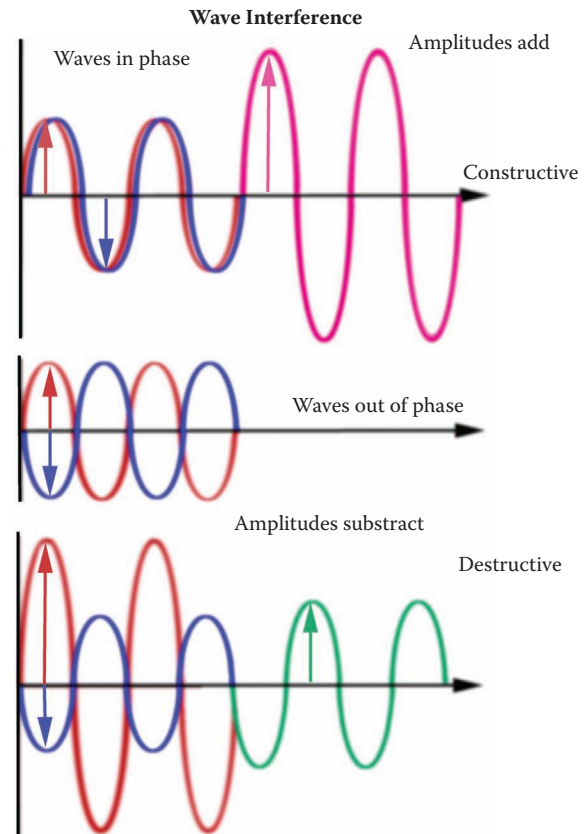 Wave Interference
Waves in phase
Amplitudes add
Constructive
Waves out of phase
Amplitudes substract
Destructive